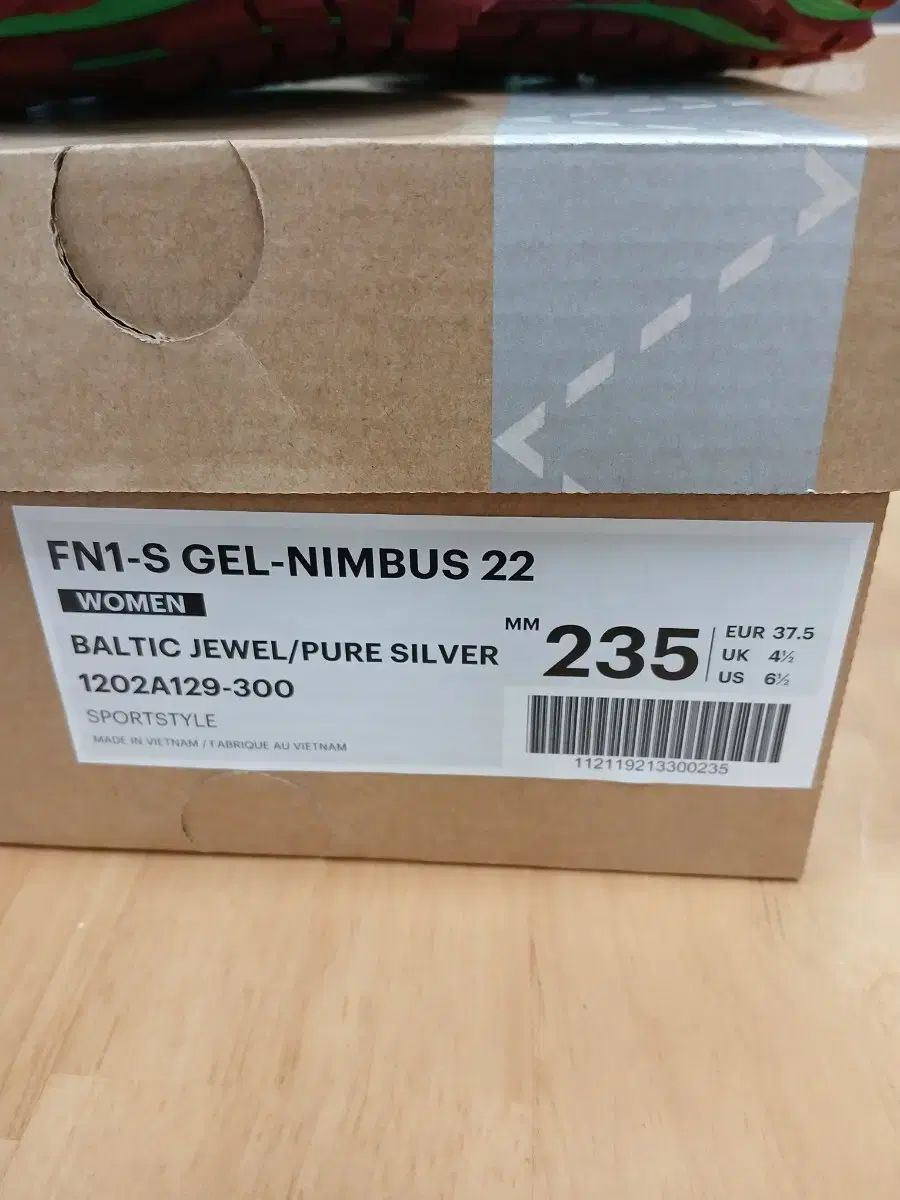 FN1-S GEL-NIMBUS 22
WOMEN
BALTIC JEWEL/PURE SILVER
1202A129-300
SPORTSTYLE
MADE IN VIETNAM / FABRIQUE AU VIETNAM
MM 235
EUR 37.5
UK 4½
US 6½
112119213300235